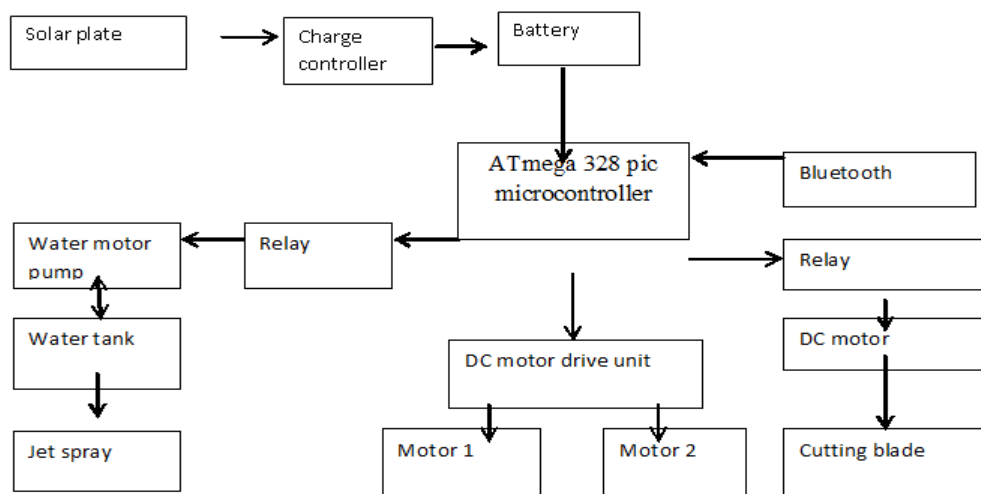 Solar plate
Charge
controller
Battery
ATmega 328 pic
microcontroller
Bluetooth
Water motor
pump
Relay
Relay
Water tank
DC motor drive unit
DC motor
Jet spray
Motor 1
Motor 2
Cutting blade